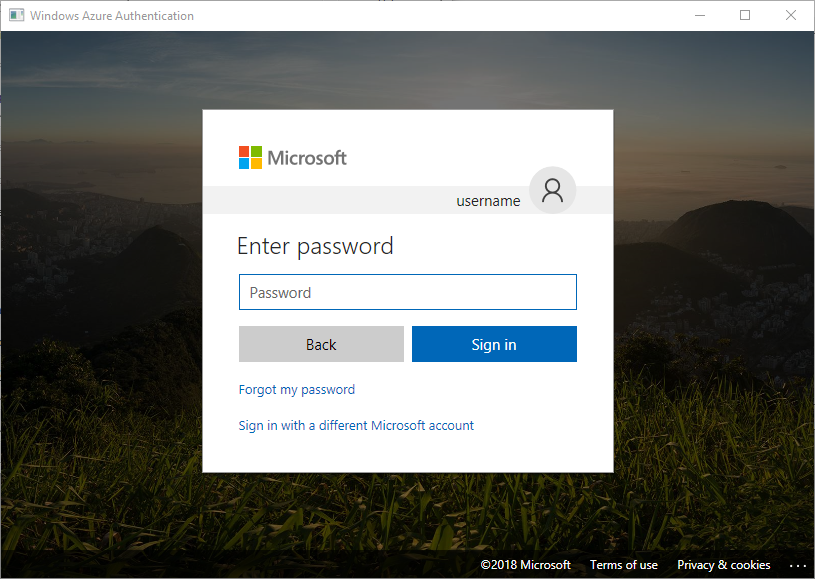 Windows Azure Authentication
Microsoft
username
Enter password
Password
Back Sign in
Forgot my password
Sign in with a different Microsoft account
©2018 Microsoft Terms of use Privacy & cookies ...